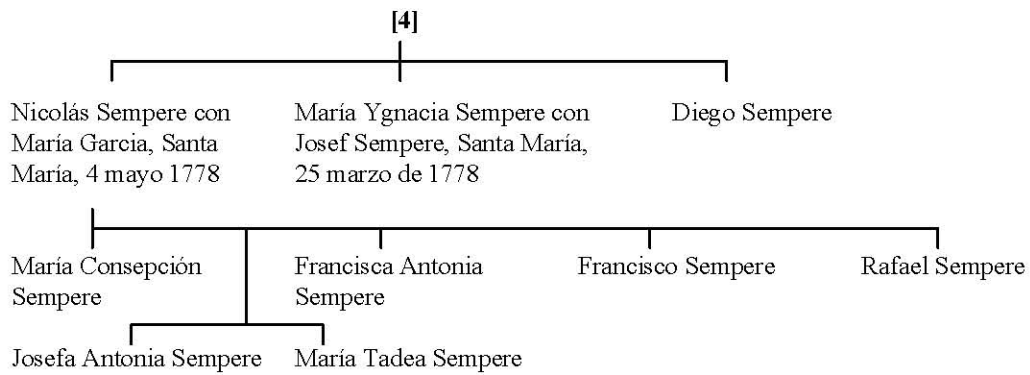 [4]
Nicolás Sempere con
María Garcia, Santa
María, 4 mayo 1778
María Ygnacia Sempere con
Josef Sempere, Santa María,
25 marzo de 1778
Diego Sempere
María Consepción
Sempere
Francisca Antonia
Sempere
Francisco Sempere
Rafael Sempere
Josefa Antonia Sempere
María Tadea Sempere